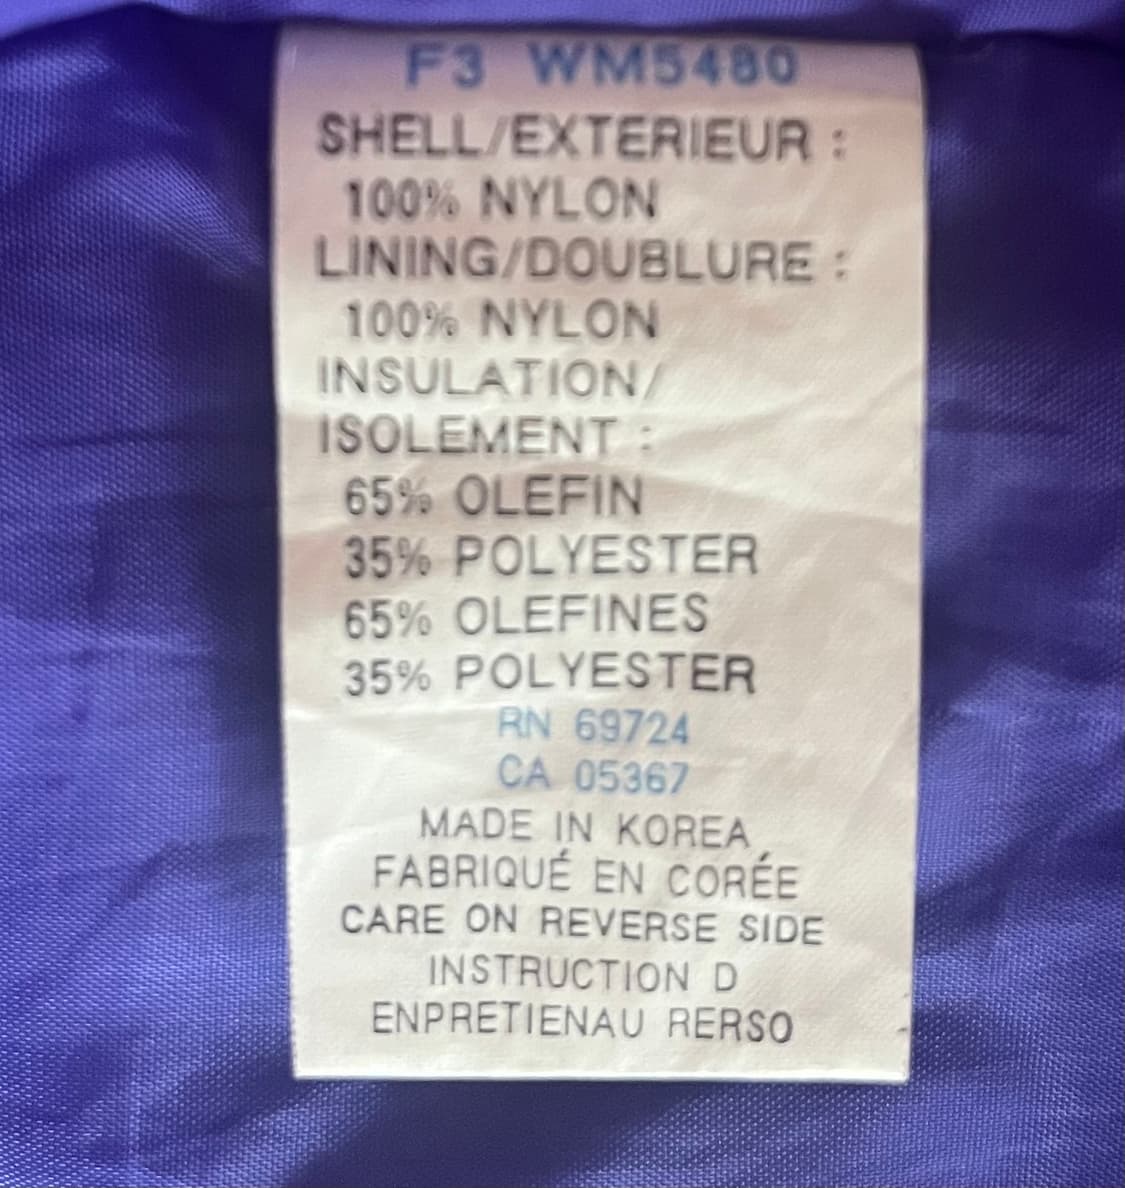 F3 WM5480
SHELL/EXTERIEUR :
100% NYLON
LINING/DOUBLURE :
100% NYLON
INSULATION/
ISOLEMENT :
65% OLEFIN
35% POLYESTER
65% OLEFINES
35% POLYESTER
RN 69724
CA 05367
MADE IN KOREA
FABRIQUÉ EN CORÉE
CARE ON REVERSE SIDE
INSTRUCTION D
ENPRETIENAU RERSO